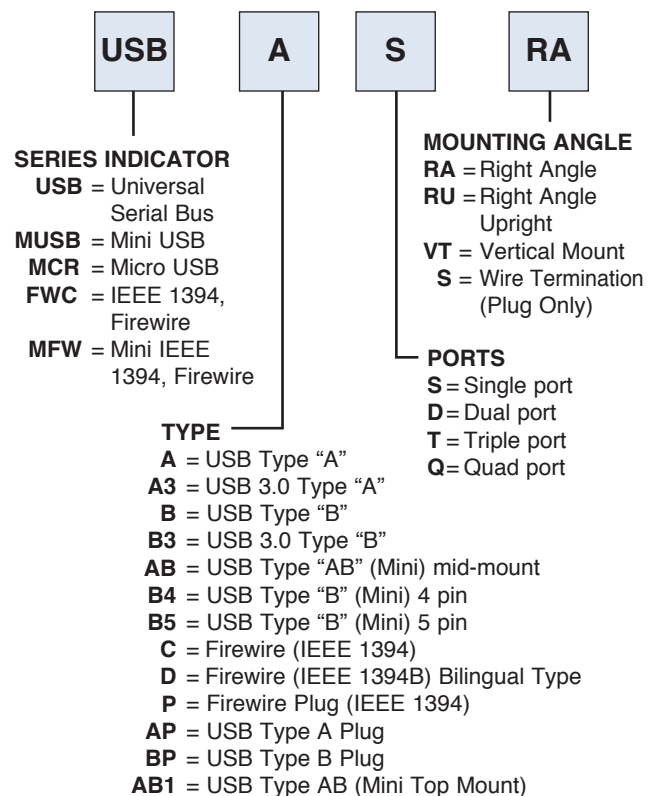 USB A S RA
SERIES INDICATOR
USB = Universal
Serial Bus
MUSB = Mini USB
MCR = Micro USB
FWC = IEEE 1394,
Firewire
MFW = Mini IEEE
1394, Firewire
MOUNTING ANGLE
RA = Right Angle
RU = Right Angle
Upright
VT = Vertical Mount
S = Wire Termination
(Plug Only)
PORTS
S = Single port
D = Dual port
T = Triple port
Q = Quad port
TYPE
A = USB Type “A”
A3 = USB 3.0 Type “A”
B = USB Type “B”
B3 = USB 3.0 Type “B”
AB = USB Type “AB” (Mini) mid-mount
B4 = USB Type “B” (Mini) 4 pin
B5 = USB Type “B” (Mini) 5 pin
C = Firewire (IEEE 1394)
D = Firewire (IEEE 1394B) Bilingual Type
P = Firewire Plug (IEEE 1394)
AP = USB Type A Plug
BP = USB Type B Plug
AB1 = USB Type AB (Mini Top Mount)